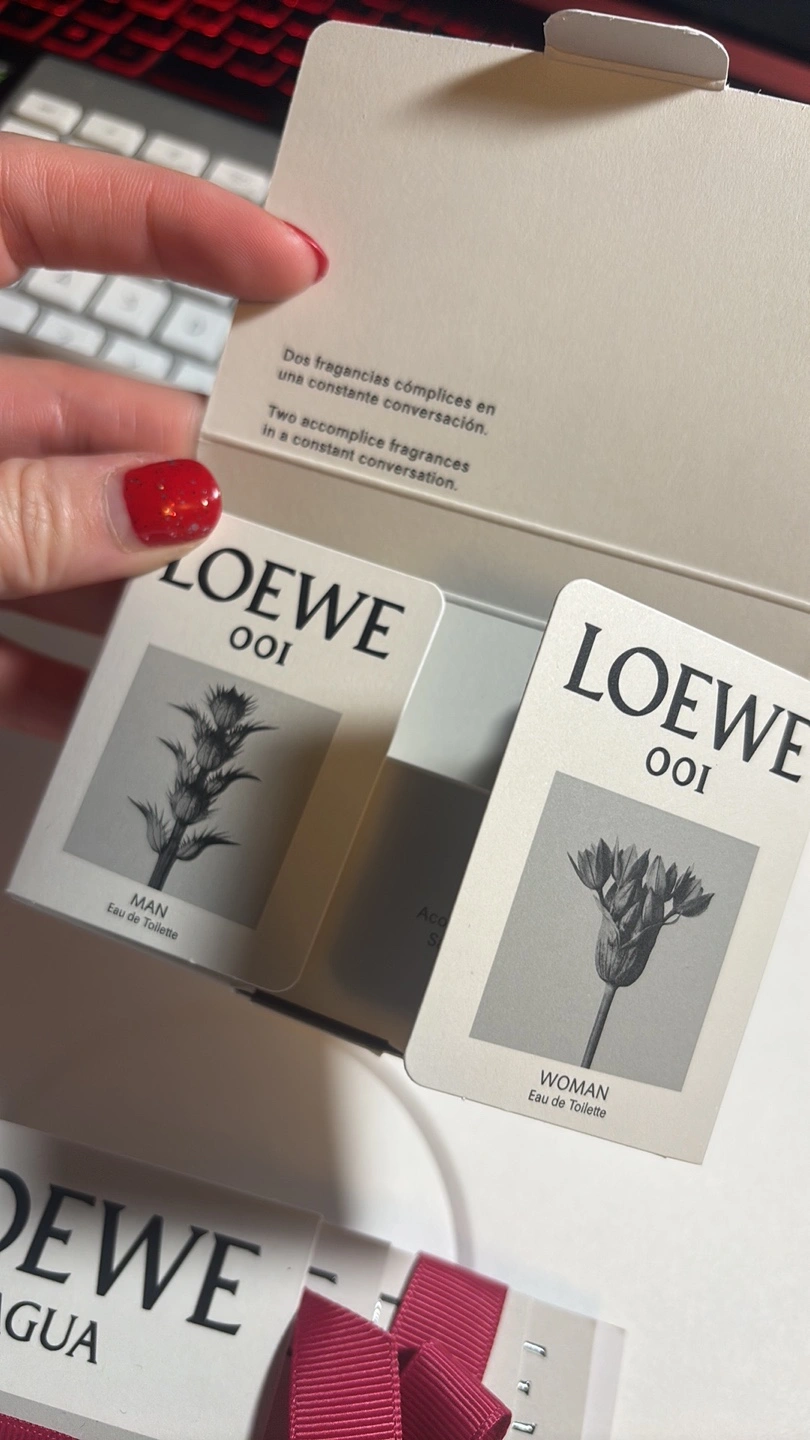 Dos fragancias cómplices en
una constante conversación.
Two accomplice fragrances
in a constant conversation.
LOEWE
001
MAN
Eau de Toilette
LOEWE
001
WOMAN
Eau de Toilette
OEWE
AGUA